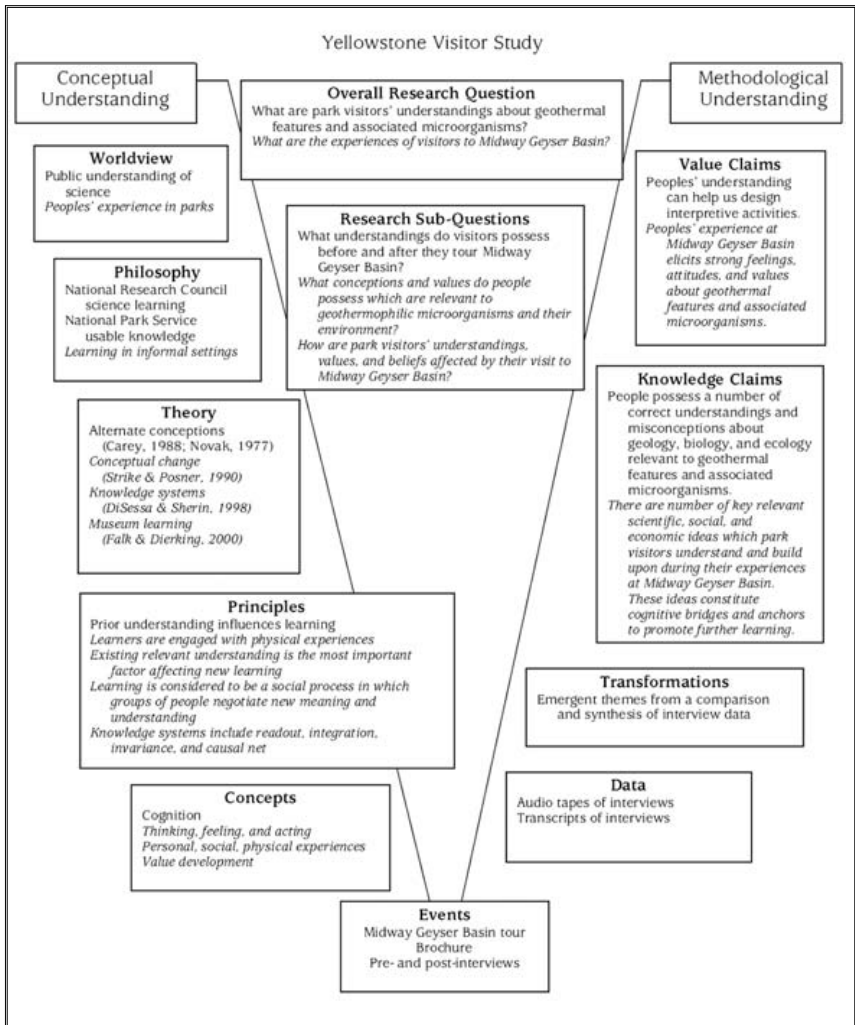 Yellowstone Visitor Study
Conceptual
Understanding
Overall Research Question
What are park visitors' understandings about geothermal
features and associated microorganisms?
What are the experiences of visitors to Midway Geyser Basin?
Methodological
Understanding
Worldview
Public understanding of
science
Peoples' experience in parks
Research Sub-Questions
What understandings do visitors possess
before and after they tour Midway
Geyser Basin?
What conceptions and values do people
possess which are relevant to
geothermophilic microorganisms and their
environment?
How are park visitors' understandings,
values, and beliefs affected by their visit to
Midway Geyser Basin?
Value Claims
Peoples' understanding
can help us design
interpretive activities.
Peoples' experience at
Midway Geyser Basin
elicits strong feelings,
attitudes, and values
about geothermal
features and associated
microorganisms.
Philosophy
National Research Council
science learning
National Park Service
usable knowledge
Learning in informal settings
Knowledge Claims
People possess a number of
correct understandings and
misconceptions about
geology, biology, and ecology
relevant to geothermal
features and associated
microorganisms.
There are number of key relevant
scientific, social, and
economic ideas which park
visitors understand and build
upon during their experiences
at Midway Geyser Basin.
These ideas constitute
cognitive bridges and anchors
to promote further learning.
Theory
Alternate conceptions
(Carey, 1988; Novak, 1977)
Conceptual change
(Strike & Posner, 1990)
Knowledge systems
(DiSessa & Sherin, 1998)
Museum learning
(Falk & Dierking, 2000)
Principles
Prior understanding influences learning
Learners are engaged with physical experiences
Existing relevant understanding is the most important
factor affecting new learning
Learning is considered to be a social process in which
groups of people negotiate new meaning and
understanding
Knowledge systems include readout, integration,
invariance, and causal net
Transformations
Emergent themes from a comparison
and synthesis of interview data
Concepts
Cognition
Thinking, feeling, and acting
Personal, social, physical experiences
Value development
Data
Audio tapes of interviews
Transcripts of interviews
Events
Midway Geyser Basin tour
Brochure
Pre- and post-interviews